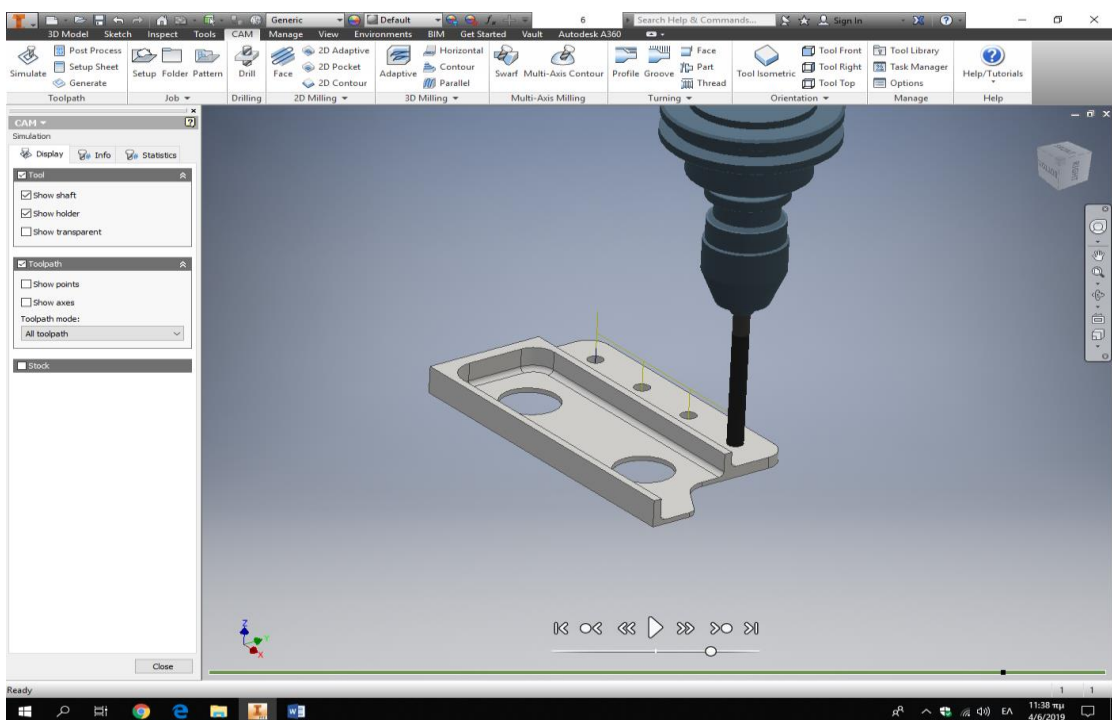 Generic Default 6 Search Help & Commands... Sign In
3D Model Sketch Inspect Tools CAM Manage View Environments BIM Get Started Vault Autodesk A360
Simulate
Post Process
Setup Sheet
Generate
Toolpath
Setup Folder Pattern
Job
Drill
Drilling
Face
2D Adaptive
2D Pocket
2D Contour
2D Milling
Adaptive
Horizontal
Contour
Parallel
3D Milling
Swarf Multi-Axis Contour
Multi-Axis Milling
Profile Groove
Face
Part
Thread
Turning
Tool Isometric
Tool Front
Tool Right
Tool Top
Orientation
Tool Library
Task Manager
Options
Manage
Help/Tutorials
Help
CAM
Simulation
Display Info Statistics
Tool
Show shaft
Show holder
Show transparent
Toolpath
Show points
Show axes
Toolpath mode:
All toolpath
Stock
Close
RIGHT
Z
Y
X
Ready
1 1
ΕΛ
11:38 πμ
4/6/2019